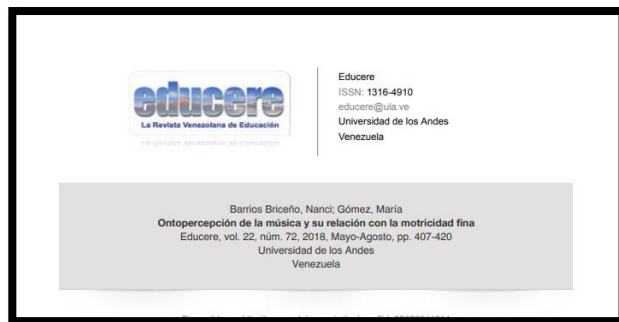 educere
La Revista Venezolana de Educación
Educere
ISSN: 1316-4910
educere@ula.ve
Universidad de los Andes
Venezuela
Barrios Briceño, Nanci; Gómez, María
Ontopercepción de la música y su relación con la motricidad fina
Educere, vol. 22, núm. 72, 2018, Mayo-Agosto, pp. 407-420
Universidad de los Andes
Venezuela